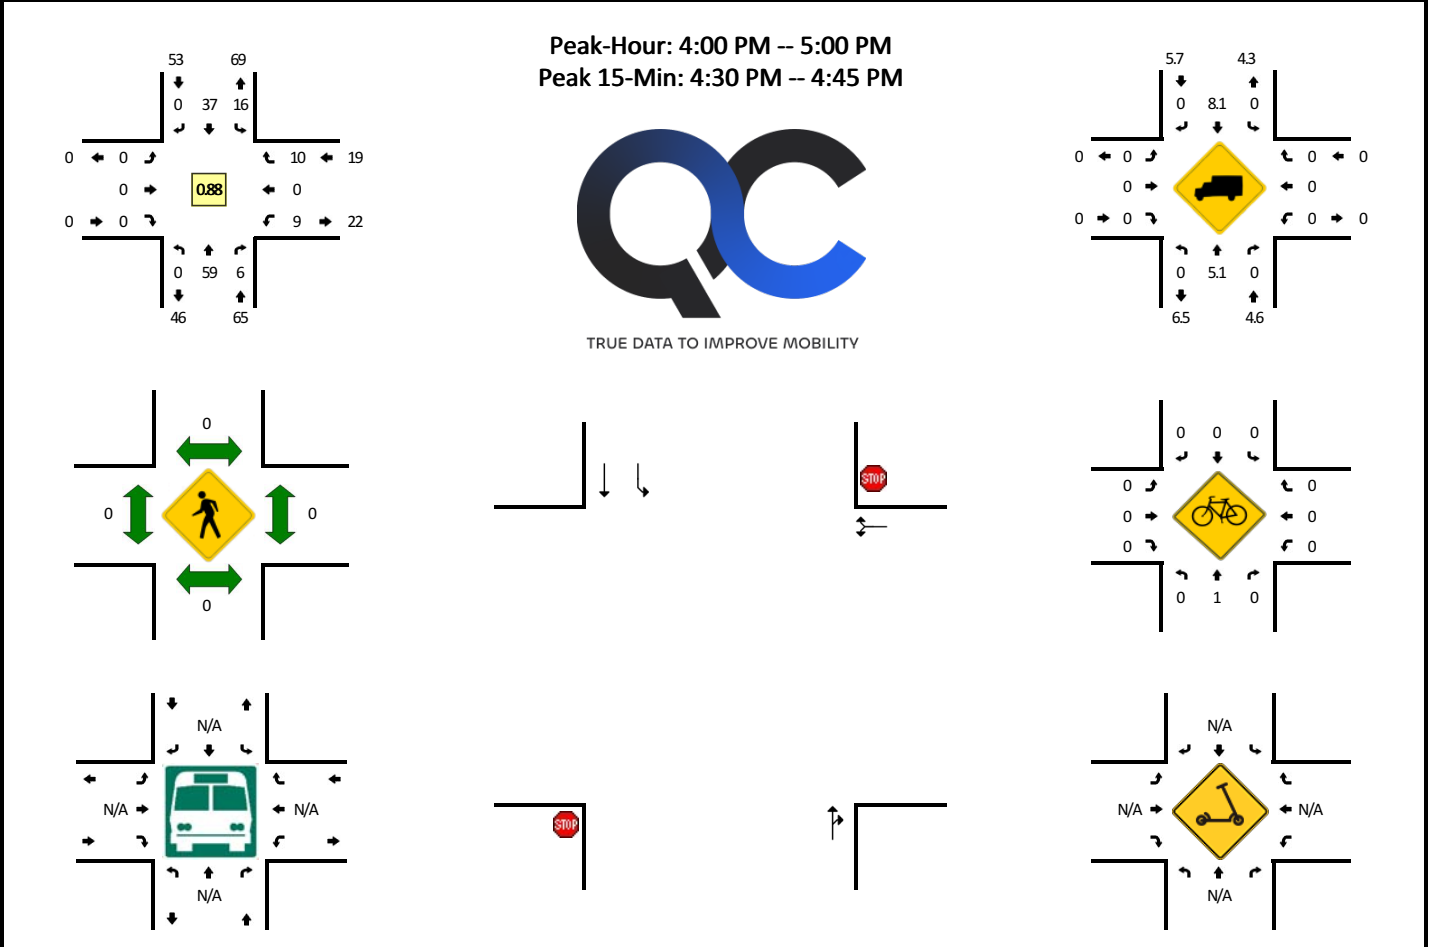 Peak-Hour: 4:00 PM -- 5:00 PM
Peak 15-Min: 4:30 PM -- 4:45 PM
53 69
0 37 16
0 0 10 19
0 0.88 0
0 0 9 22
0 59 6
46 65
QC
TRUE DATA TO IMPROVE MOBILITY
5.7 4.3
0 8.1 0
0 0 0 0
0 0
0 0 0 0
0 5.1 0
6.5 4.6
0
0 0
0
STOP
STOP
0 0 0
0 0
0 0
0 0
0 1 0
N/A
N/A N/A
N/A
N/A
N/A N/A
N/A